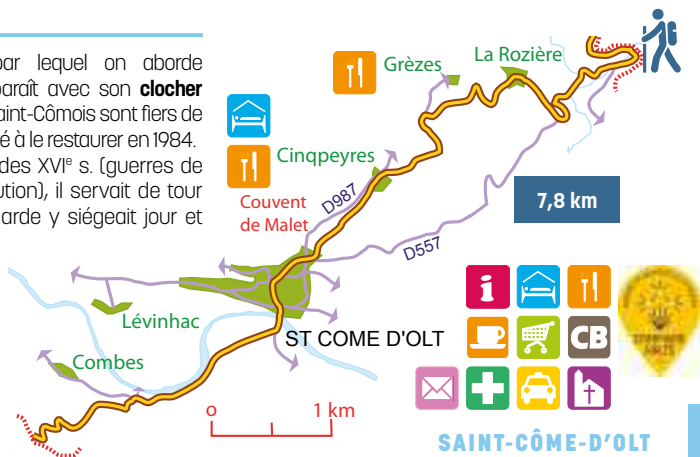 par lequel on aborde
paraît avec son clocher
aint-Cômois sont fiers de
é à le restaurer en 1984.
des XVIe s. (guerres de
ution), il servait de tour
arde y siégeait jour et
La Rozière
Grèzes
Cinqpeyres
Couvent
de Malet
D987
7,8 km
D557
i
CB
Lévinhac
ST COME D'OLT
Combes
0 1 km
SAINT-CÔME-D'OLT